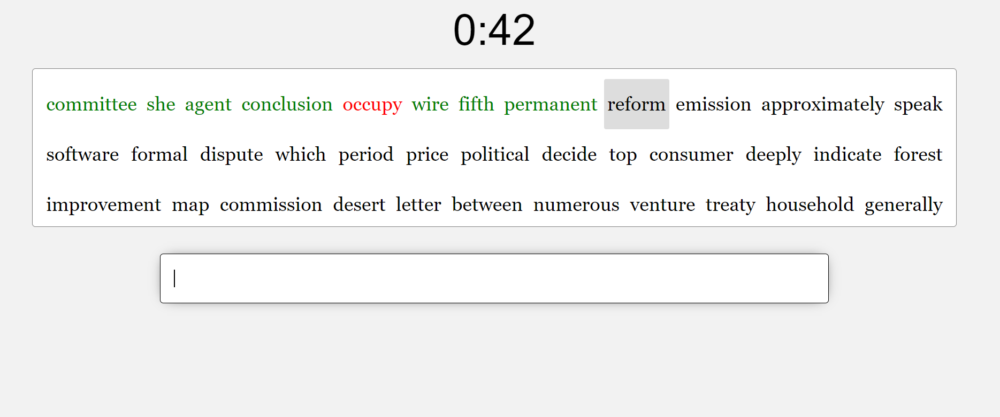 0:42
committee she agent conclusion occupy wire fifth permanent reform emission approximately speak
software formal dispute which period price political decide top consumer deeply indicate forest
improvement map commission desert letter between numerous venture treaty household generally